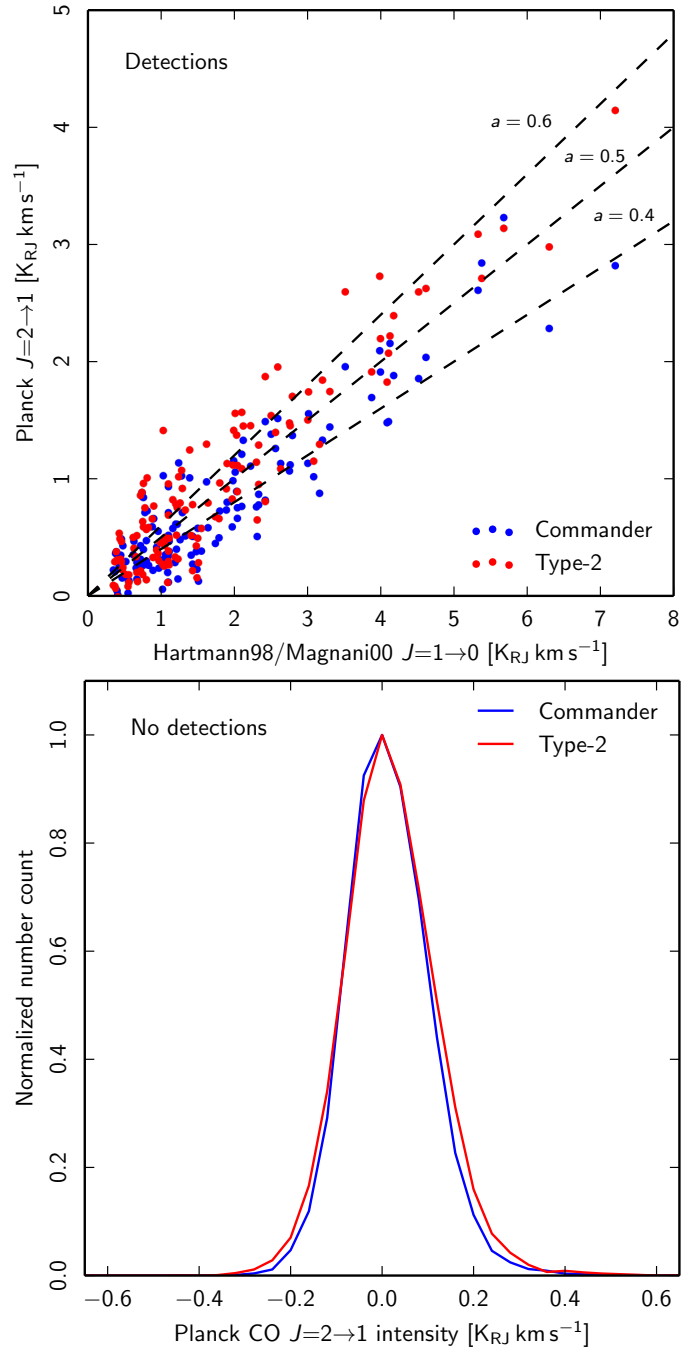 Detections
a = 0.6
a = 0.5
a = 0.4
Commander
Type-2
0 1 2 3 4 5
Planck J=2→1 [K_RJ km s⁻¹]
0 1 2 3 4 5 6 7 8
Hartmann98/Magnani00 J=1→0 [K_RJ km s⁻¹]
No detections
Commander
Type-2
0.0 0.2 0.4 0.6 0.8 1.0
Normalized number count
−0.6 −0.4 −0.2 0.0 0.2 0.4 0.6
Planck CO J=2→1 intensity [K_RJ km s⁻¹]